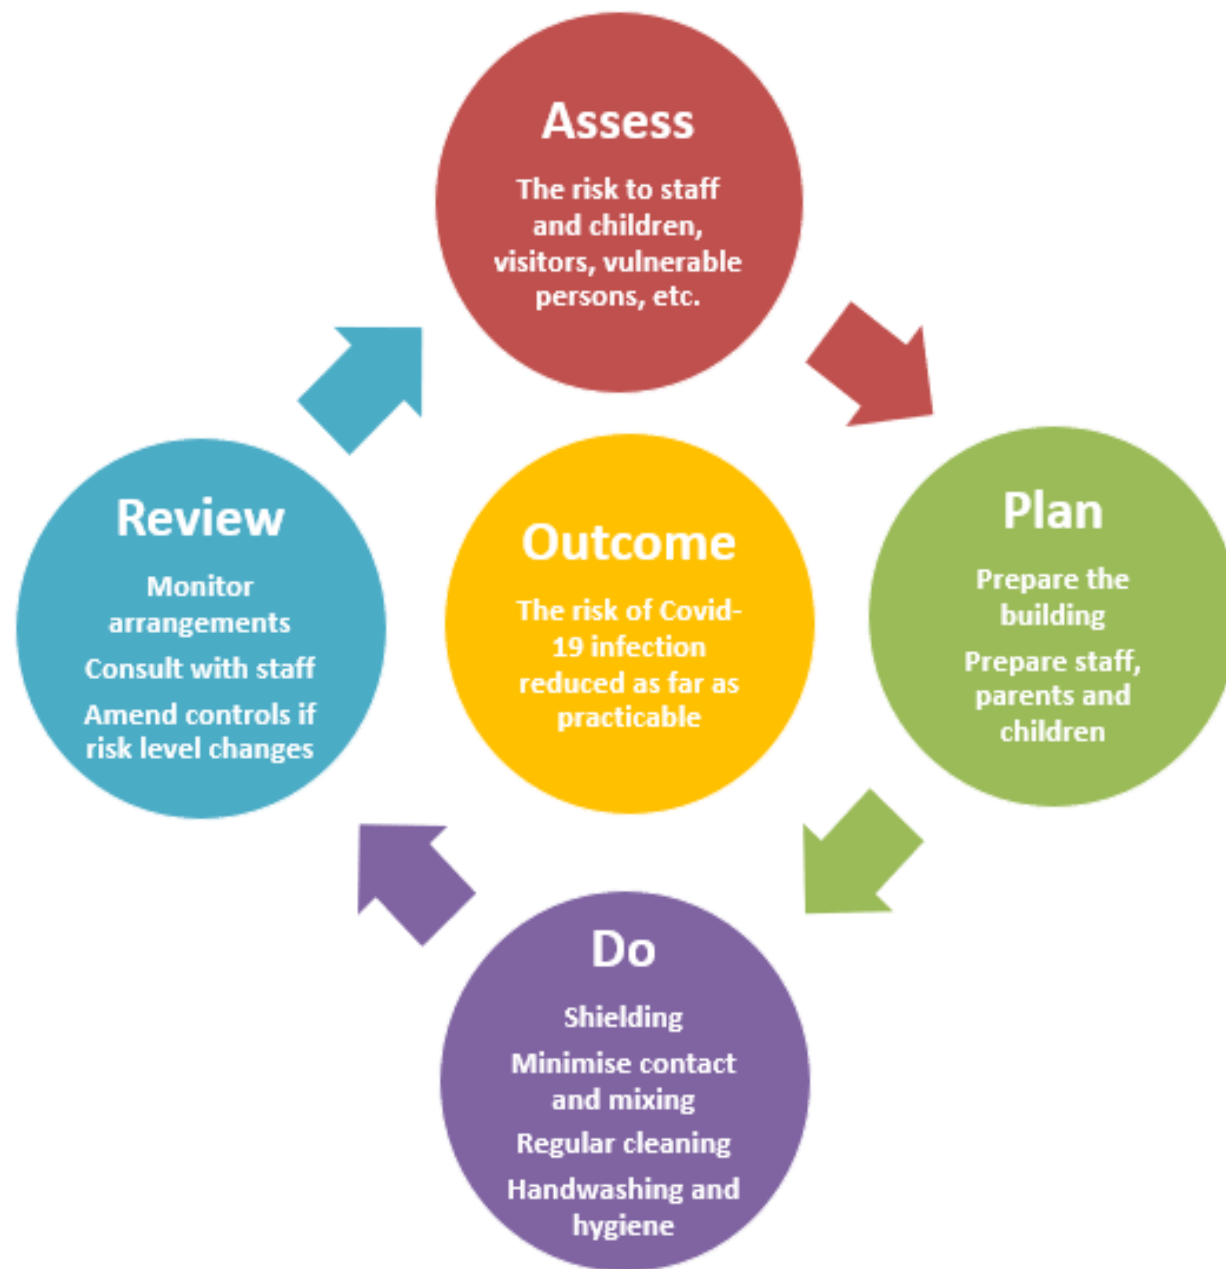 Assess
The risk to staff
and children,
visitors, vulnerable
persons, etc.
Plan
Prepare the
building
Prepare staff,
parents and
children
Do
Shielding
Minimise contact
and mixing
Regular cleaning
Handwashing and
hygiene
Review
Monitor
arrangements
Consult with staff
Amend controls if
risk level changes
Outcome
The risk of Covid-
19 infection
reduced as far as
practicable